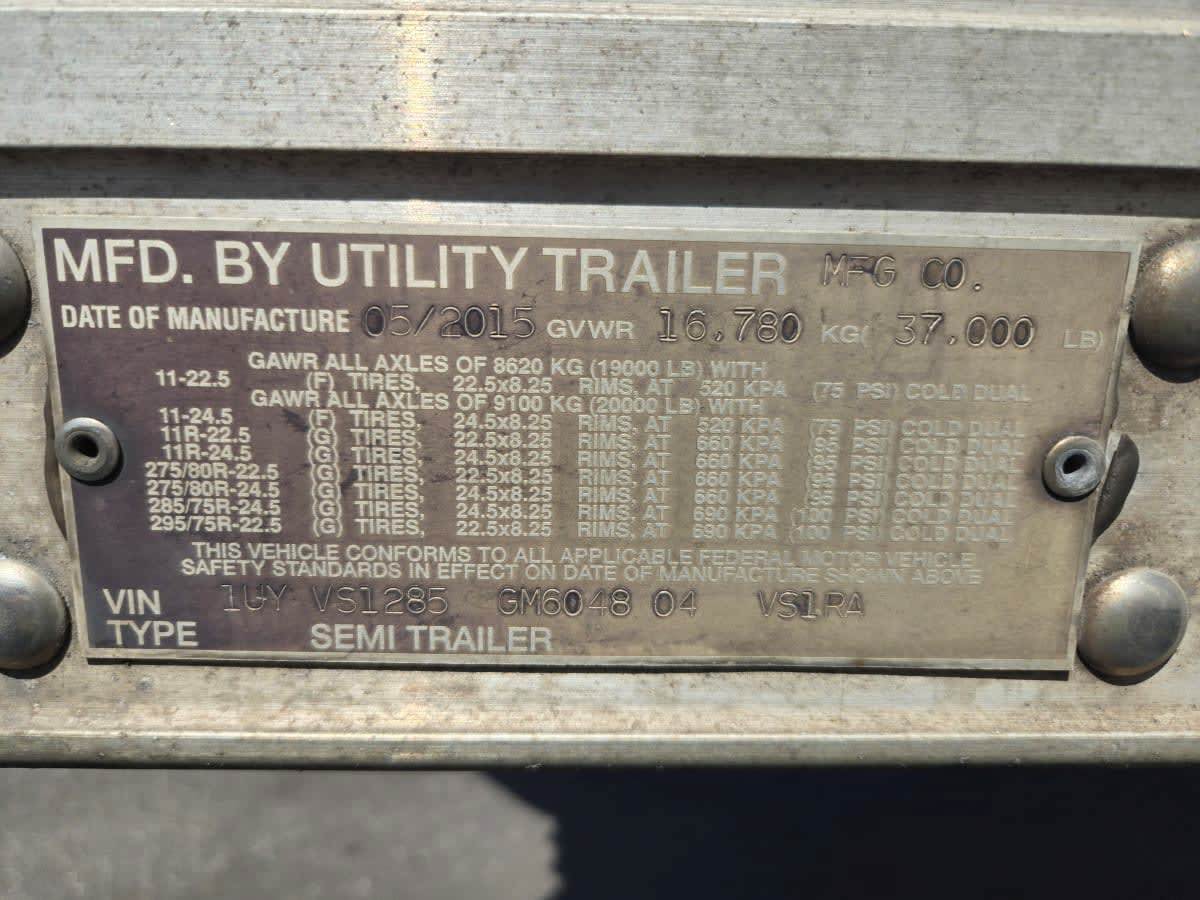 MFD. BY UTILITY TRAILER MFG CO.
DATE OF MANUFACTURE 05/2015 GVWR 16,780 KG( 37,000 LB)
GAWR ALL AXLES OF 8620 KG (19000 LB) WITH
11-22.5 (F) TIRES, 22.5x8.25 RIMS, AT 520 KPA (75 PSI) COLD DUAL
GAWR ALL AXLES OF 9100 KG (20000 LB) WITH
11-24.5 (F) TIRES, 24.5x8.25 RIMS, AT 520 KPA (75 PSI) COLD DUAL
11R-22.5 (G) TIRES, 22.5x8.25 RIMS, AT 660 KPA (95 PSI) COLD DUAL
11R-24.5 (G) TIRES, 24.5x8.25 RIMS, AT 660 KPA (95 PSI) COLD DUAL
275/80R-22.5 (G) TIRES, 22.5x8.25 RIMS, AT 660 KPA (95 PSI) COLD DUAL
275/80R-24.5 (G) TIRES, 24.5x8.25 RIMS, AT 660 KPA (95 PSI) COLD DUAL
285/75R-24.5 (G) TIRES, 24.5x8.25 RIMS, AT 690 KPA (100 PSI) COLD DUAL
295/75R-22.5 (G) TIRES, 22.5x8.25 RIMS, AT 690 KPA (100 PSI) COLD DUAL
THIS VEHICLE CONFORMS TO ALL APPLICABLE FEDERAL MOTOR VEHICLE
SAFETY STANDARDS IN EFFECT ON DATE OF MANUFACTURE SHOWN ABOVE
VIN 1UY VS1285 GM6048 04 VS1RA
TYPE SEMI TRAILER